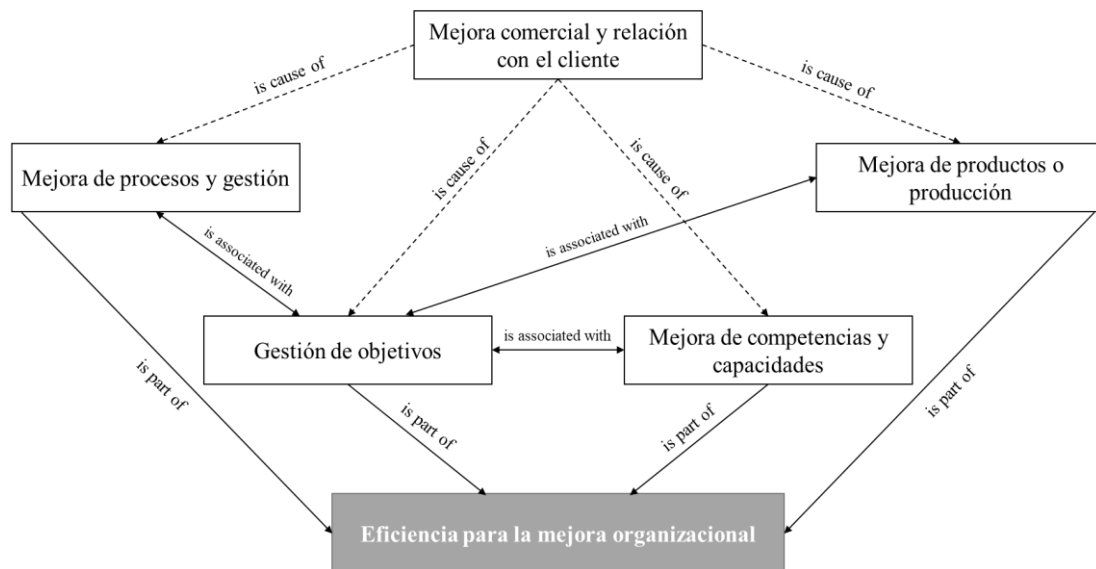 Mejora comercial y relación
con el cliente
is cause of
is cause of
is cause of
is cause of
Mejora de procesos y gestión
Mejora de productos o
producción
is associated with
is associated with
Gestión de objetivos
is associated with
Mejora de competencias y
capacidades
is part of
is part of
is part of
is part of
Eficiencia para la mejora organizacional